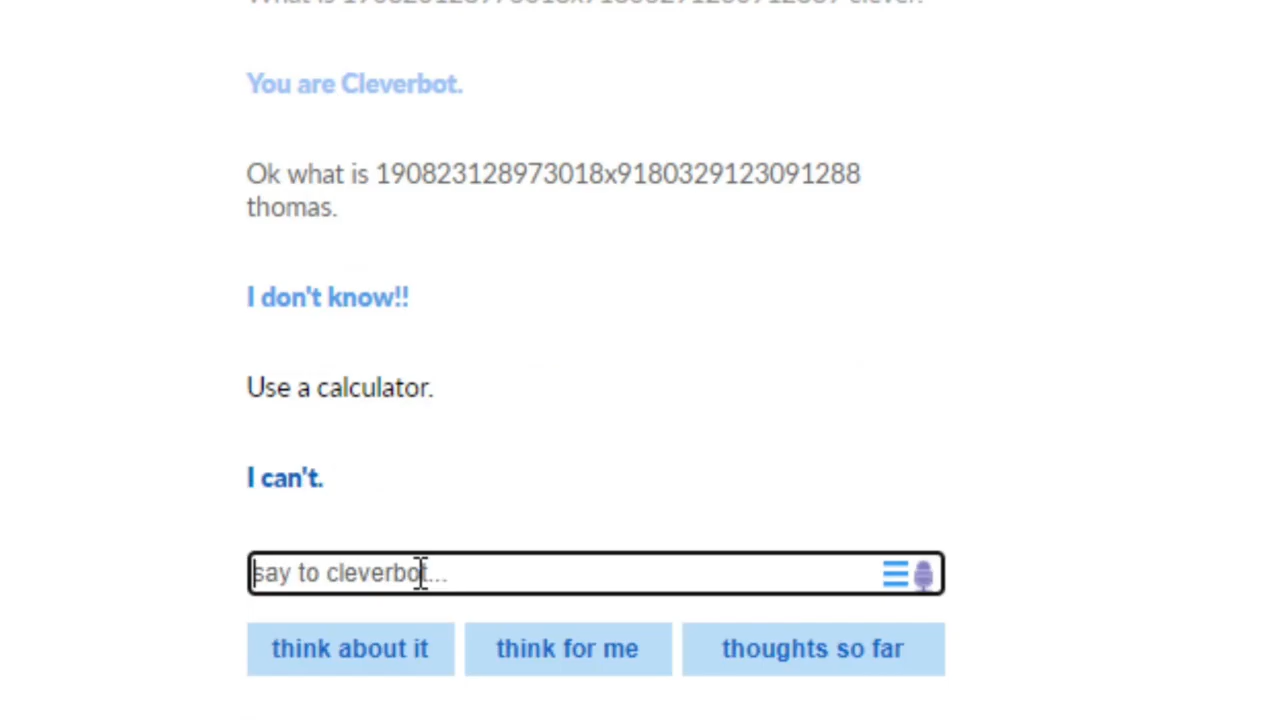 You are Cleverbot.
Ok what is 190823128973018x9180329123091288
thomas.
I don't know!!
Use a calculator.
I can't.
say to cleverbot...
think about it
think for me
thoughts so far